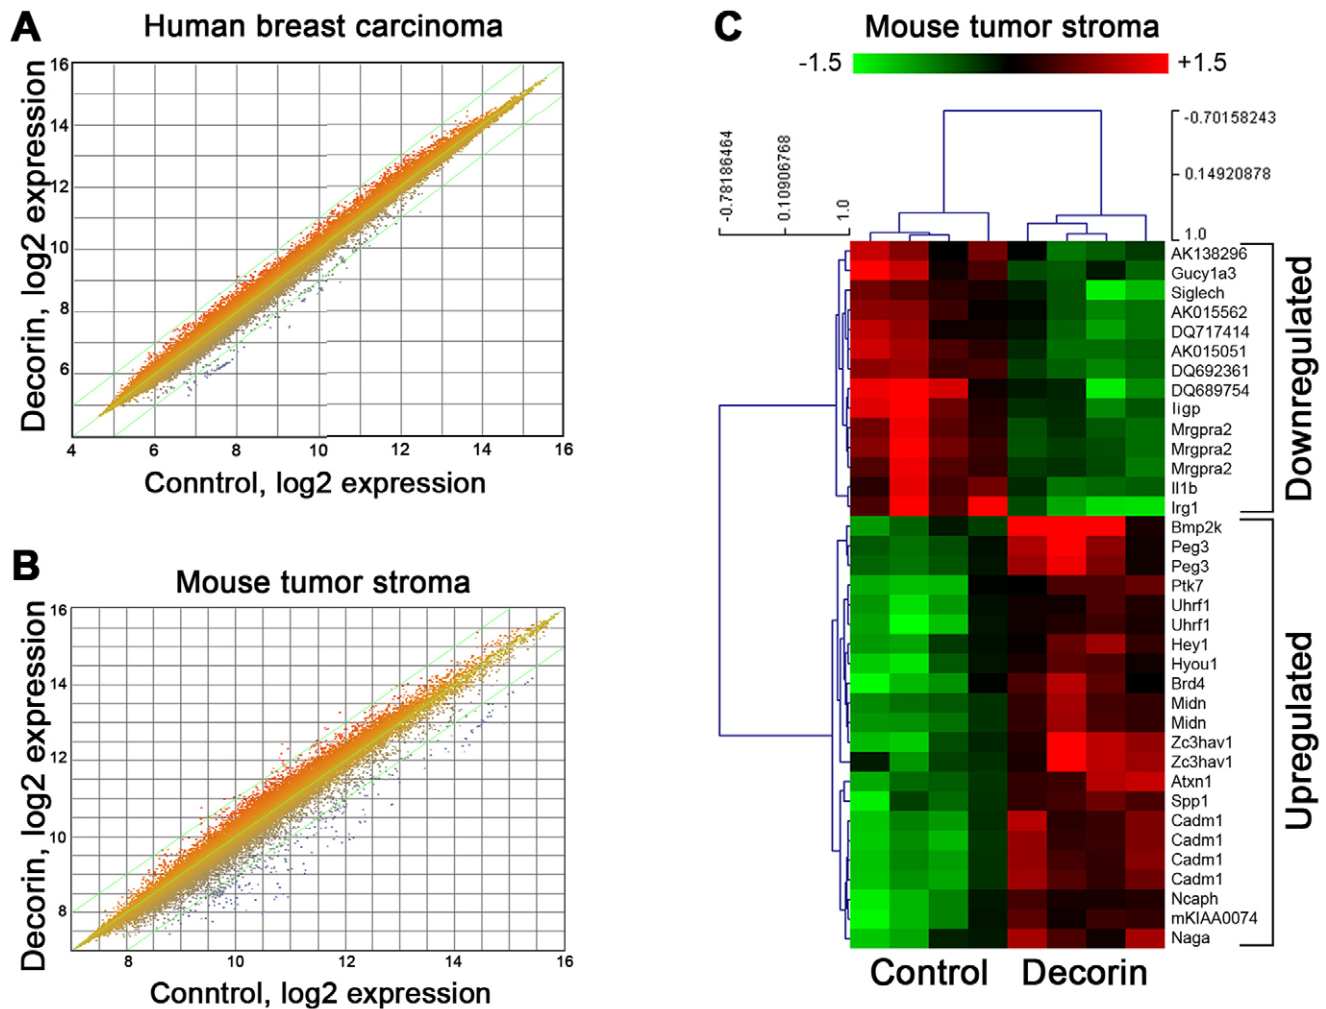 A
Human breast carcinoma
16
14
12
10
8
6
4
6
8
10
12
14
16
Decorin, log2 expression
Conntrol, log2 expression
B
Mouse tumor stroma
16
14
12
10
8
8
10
12
14
16
Decorin, log2 expression
Conntrol, log2 expression
C
Mouse tumor stroma
-1.5
+1.5
-0.78186464
0.10906768
1.0
-0.70158243
0.14920878
1.0
AK138296
Gucy1a3
Siglech
AK015562
DQ717414
AK015051
DQ692361
DQ689754
Iigp
Mrgpra2
Mrgpra2
Mrgpra2
Il1b
Irg1
Bmp2k
Peg3
Peg3
Ptk7
Uhrf1
Uhrf1
Hey1
Hyou1
Brd4
Midn
Midn
Zc3hav1
Zc3hav1
Atxn1
Spp1
Cadm1
Cadm1
Cadm1
Cadm1
Ncaph
mKIAA0074
Naga
Downregulated
Upregulated
Control
Decorin